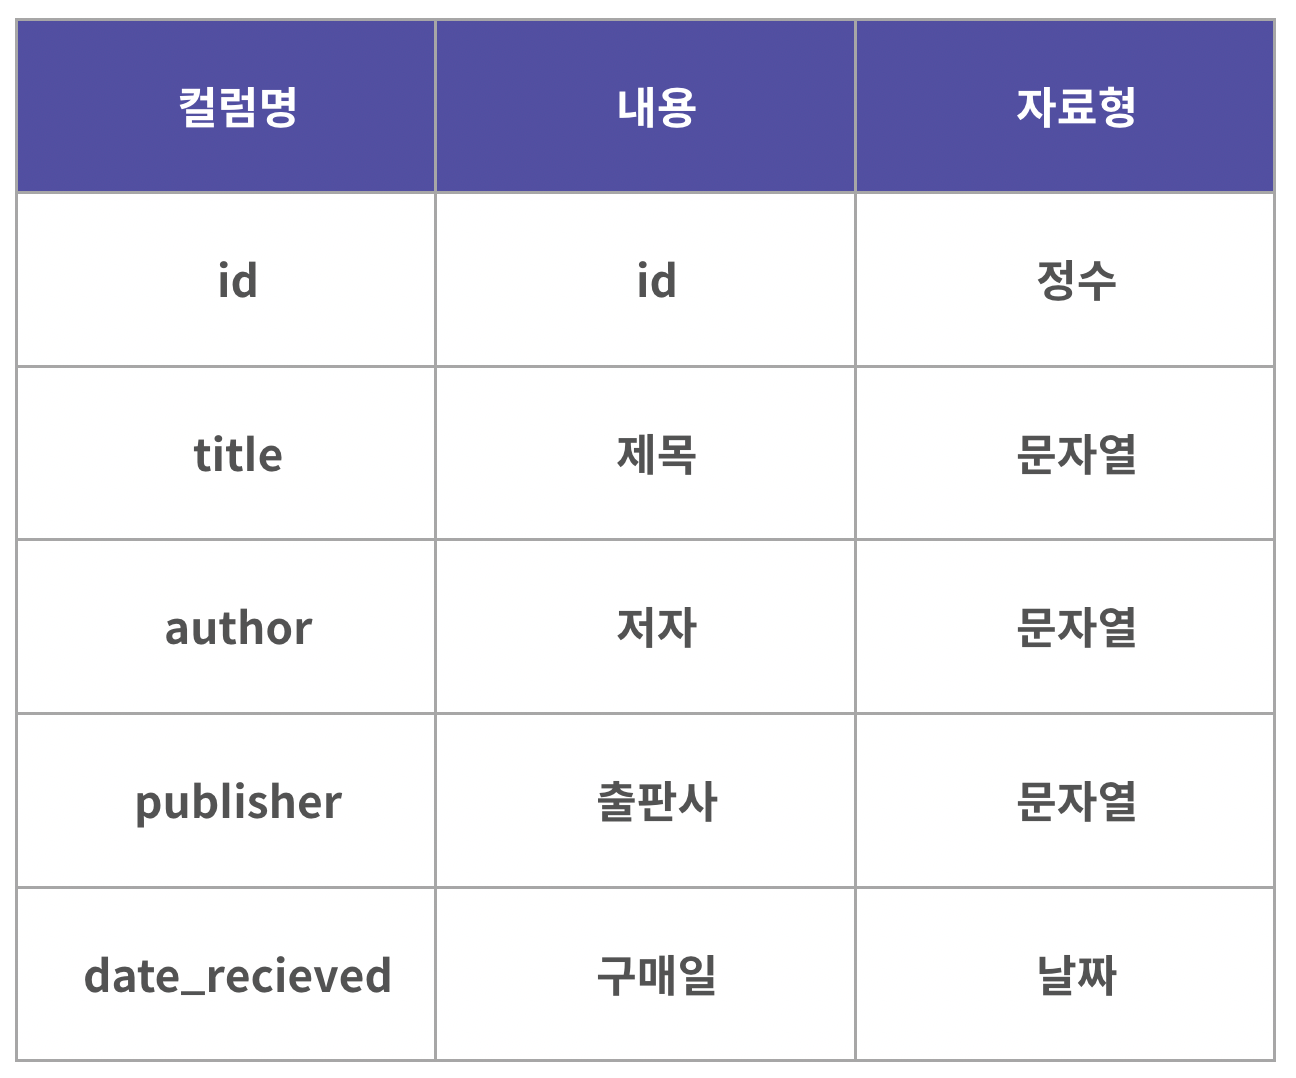 컬럼명 내용 자료형
id id 정수
title 제목 문자열
author 저자 문자열
publisher 출판사 문자열
date_recieved 구매일 날짜